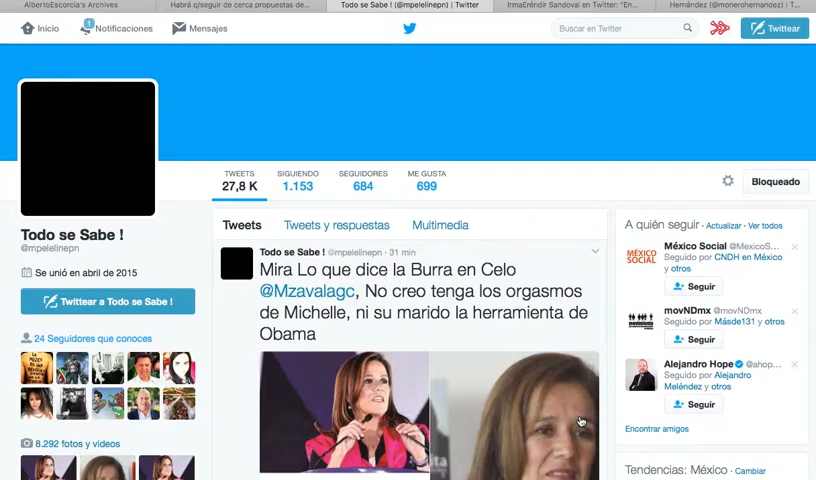 AlbertoEscorcia's Archives
Habrá q/seguir de cerca propuestas de...
Todo se Sabe ! (@mpelelinepn) | Twitter
IrmaEréndir Sandoval en Twitter: "En...
Hernández (@monerohernandez) | T...
Inicio
1
Notificaciones
Mensajes
Buscar en Twitter
Twittear
TWEETS
27,8 K
SIGUIENDO
1.153
SEGUIDORES
684
ME GUSTA
699
Bloqueado
Todo se Sabe !
@mpelelinepn
Se unió en abril de 2015
Twittear a Todo se Sabe !
24 Seguidores que conoces
8.292 fotos y videos
Tweets
Tweets y respuestas
Multimedia
Todo se Sabe ! @mpelelinepn · 31 min
Mira Lo que dice la Burra en Celo
@Mzavalagc, No creo tenga los orgasmos
de Michelle, ni su marido la herramienta de
Obama
A quién seguir · Actualizar · Ver todos
MÉXICO
SOCIAL
México Social @MexicoS...
Seguido por CNDH en México
y otros
Seguir
movNDmx @movNDmx
Seguido por Másde131 y otros
Seguir
Alejandro Hope @ahop...
Seguido por Alejandro
Meléndez y otros
Seguir
Encontrar amigos
Tendencias: México · Cambiar